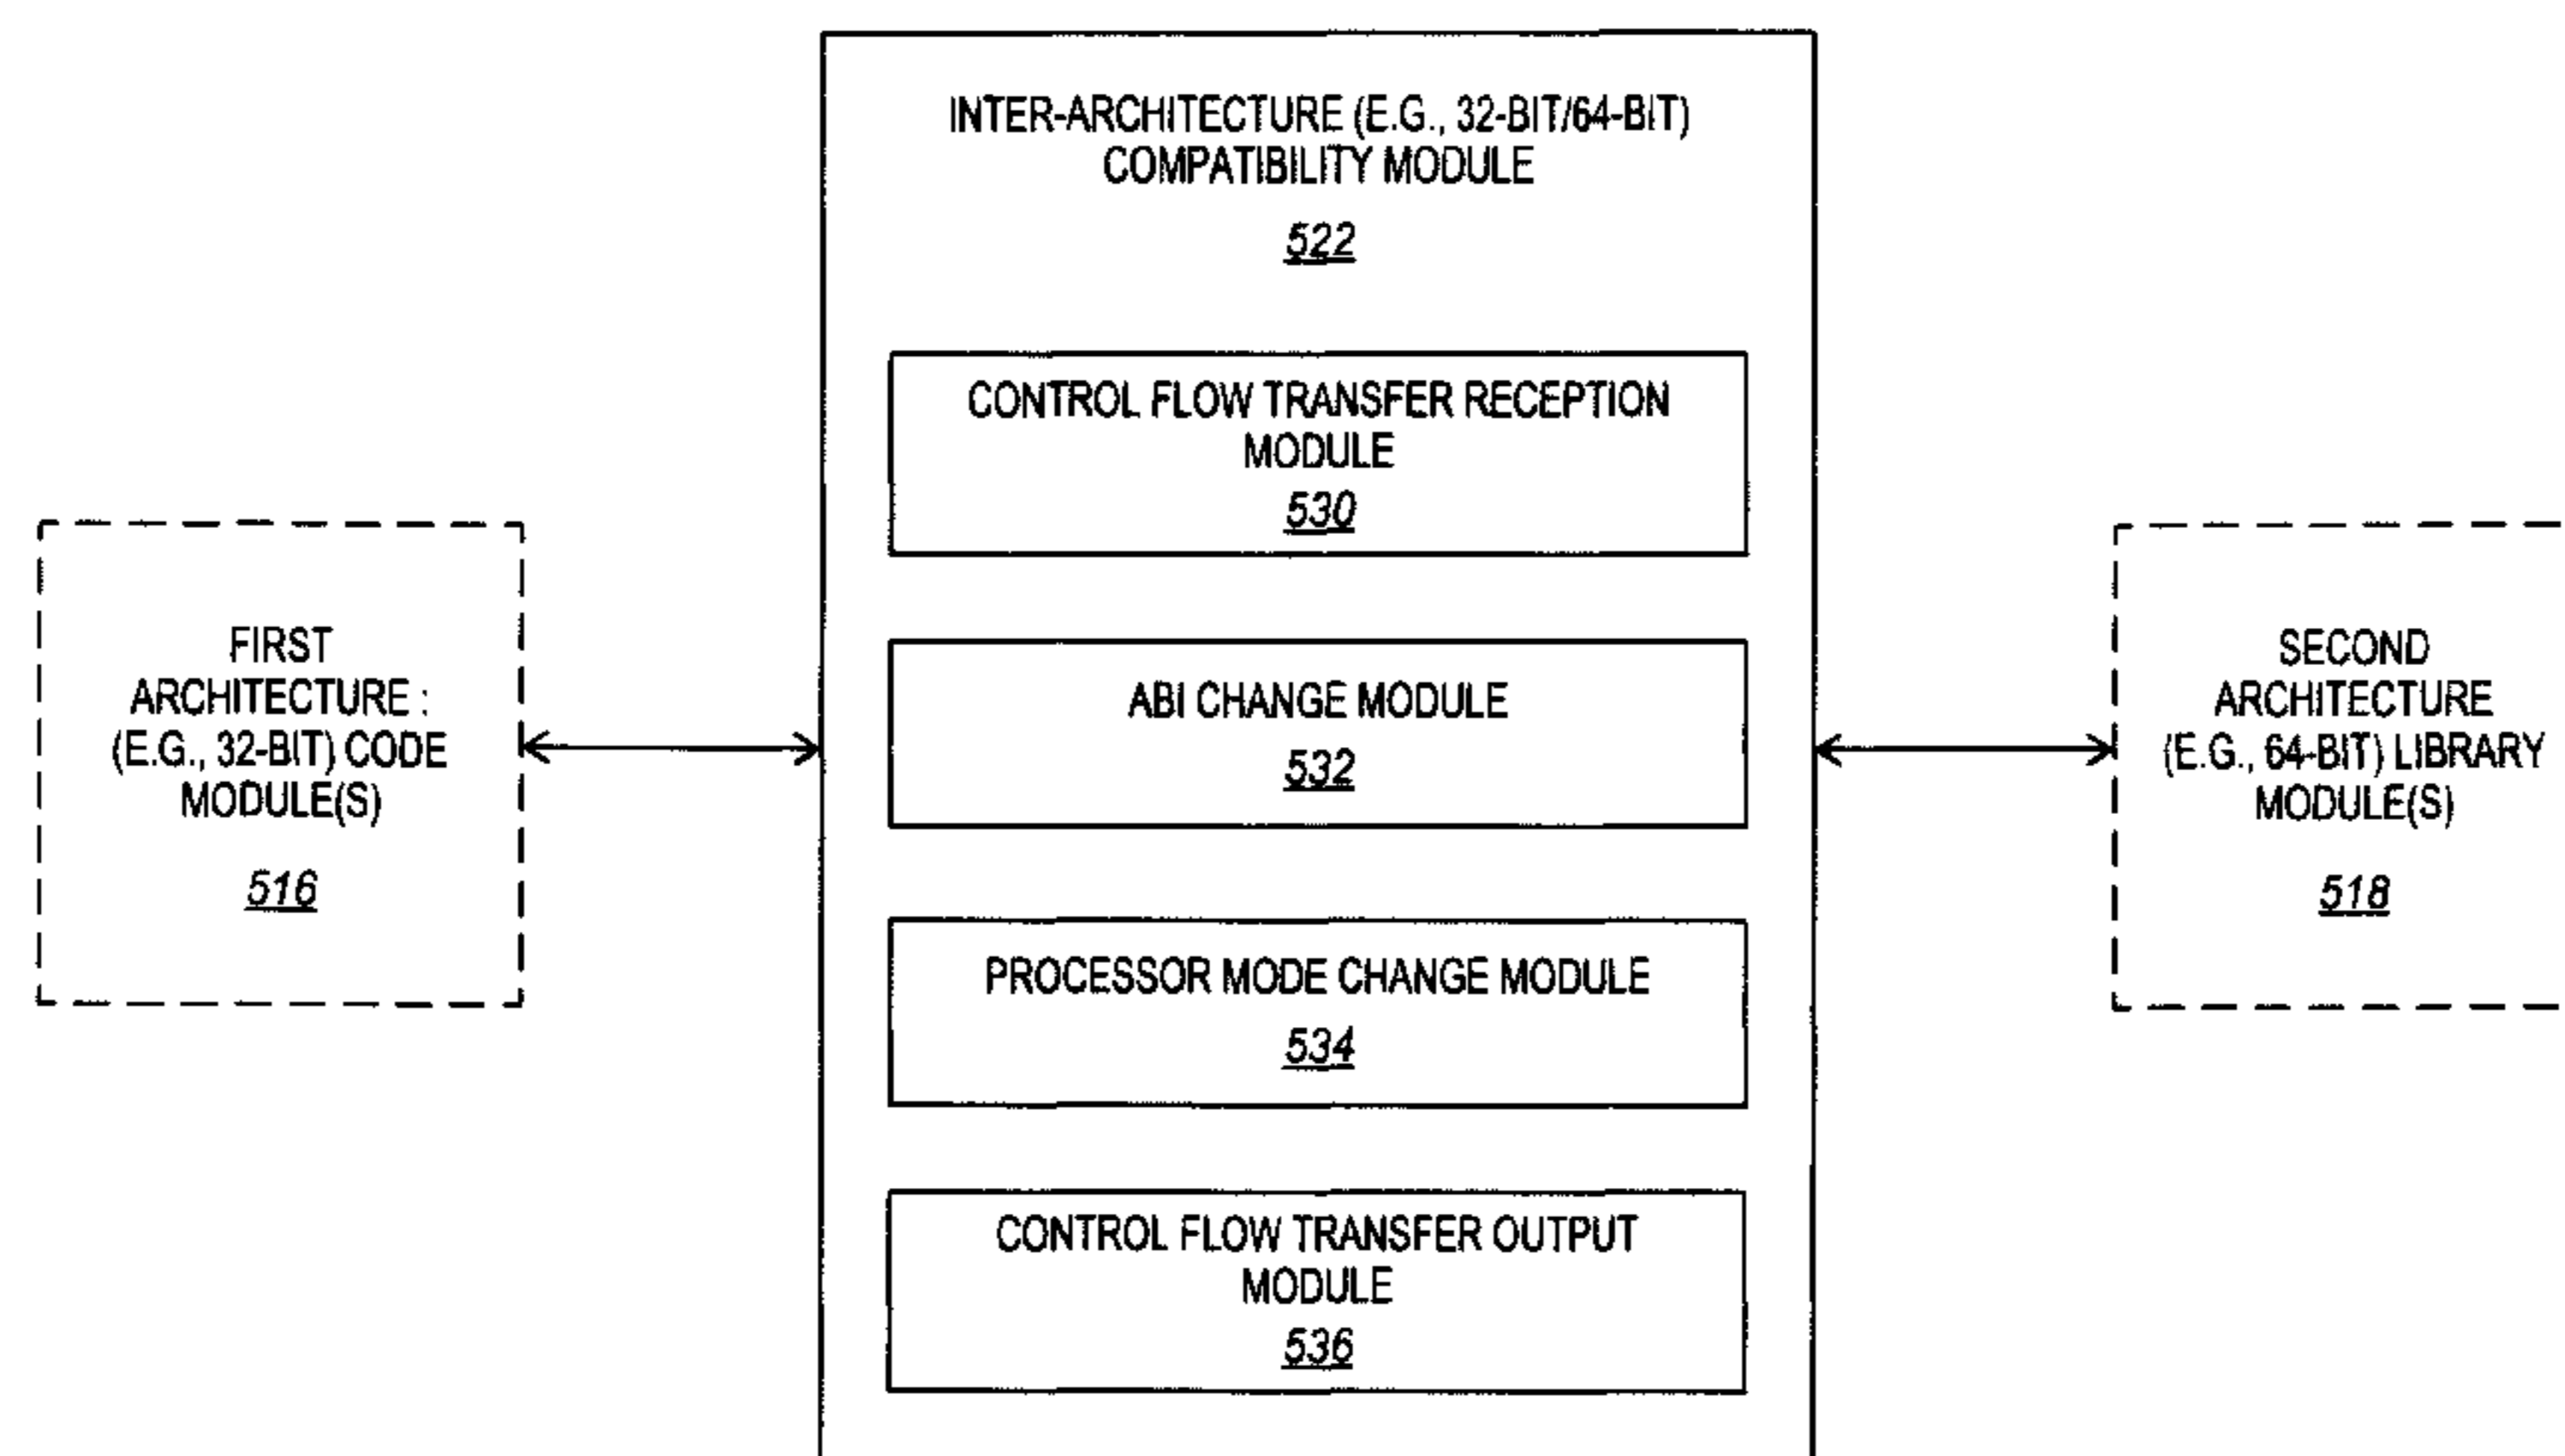 INTER-ARCHITECTURE (E.G., 32-BIT/64-BIT)
COMPATIBILITY MODULE
522
CONTROL FLOW TRANSFER RECEPTION
MODULE
530
FIRST
ARCHITECTURE :
(E.G., 32-BIT) CODE
MODULE(S)
516
ABI CHANGE MODULE
532
PROCESSOR MODE CHANGE MODULE
534
CONTROL FLOW TRANSFER OUTPUT
MODULE
536
SECOND
ARCHITECTURE
(E.G., 64-BIT) LIBRARY
MODULE(S)
518